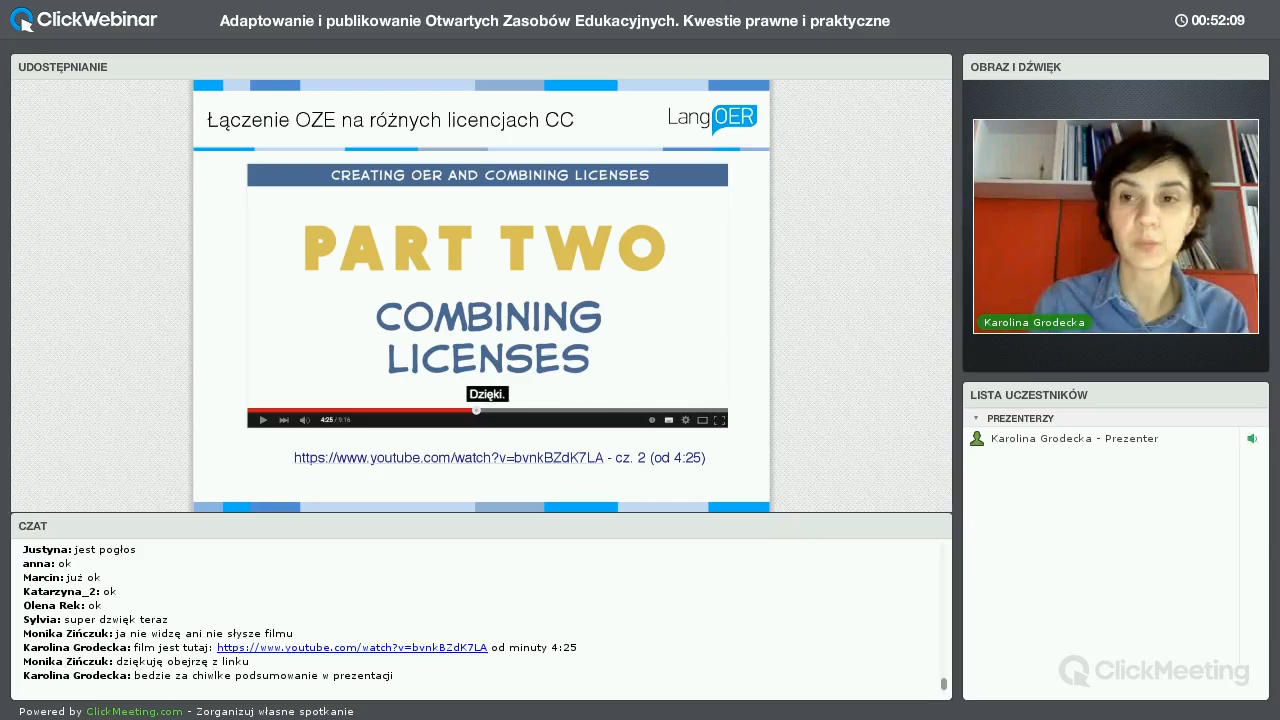 ClickWebinar
Adaptowanie i publikowanie Otwartych Zasobów Edukacyjnych. Kwestie prawne i praktyczne
00:52:09
UDOSTĘPNIANIE
Łączenie OZE na różnych licencjach CC
LangOER
CREATING OER AND COMBINING LICENSES
PART TWO
COMBINING
LICENSES
Dzięki.
4:25 / 9:16
https://www.youtube.com/watch?v=bvnkBZdK7LA - cz. 2 (od 4:25)
OBRAZ I DŹWIĘK
Karolina Grodecka
LISTA UCZESTNIKÓW
PREZENTERZY
Karolina Grodecka - Prezenter
CZAT
Justyna: jest pogłos
anna: ok
Marcin: już ok
Katarzyna_2: ok
Olena Rek: ok
Sylvia: super dzwięk teraz
Monika Zińczuk: ja nie widzę ani nie słysze filmu
Karolina Grodecka: film jest tutaj: https://www.youtube.com/watch?v=bvnkBZdK7LA od minuty 4:25
Monika Zińczuk: dziękuję obejrzę z linku
Karolina Grodecka: bedzie za chiwlke podsumowanie w prezentacji
ClickMeeting
Powered by ClickMeeting.com - Zorganizuj własne spotkanie